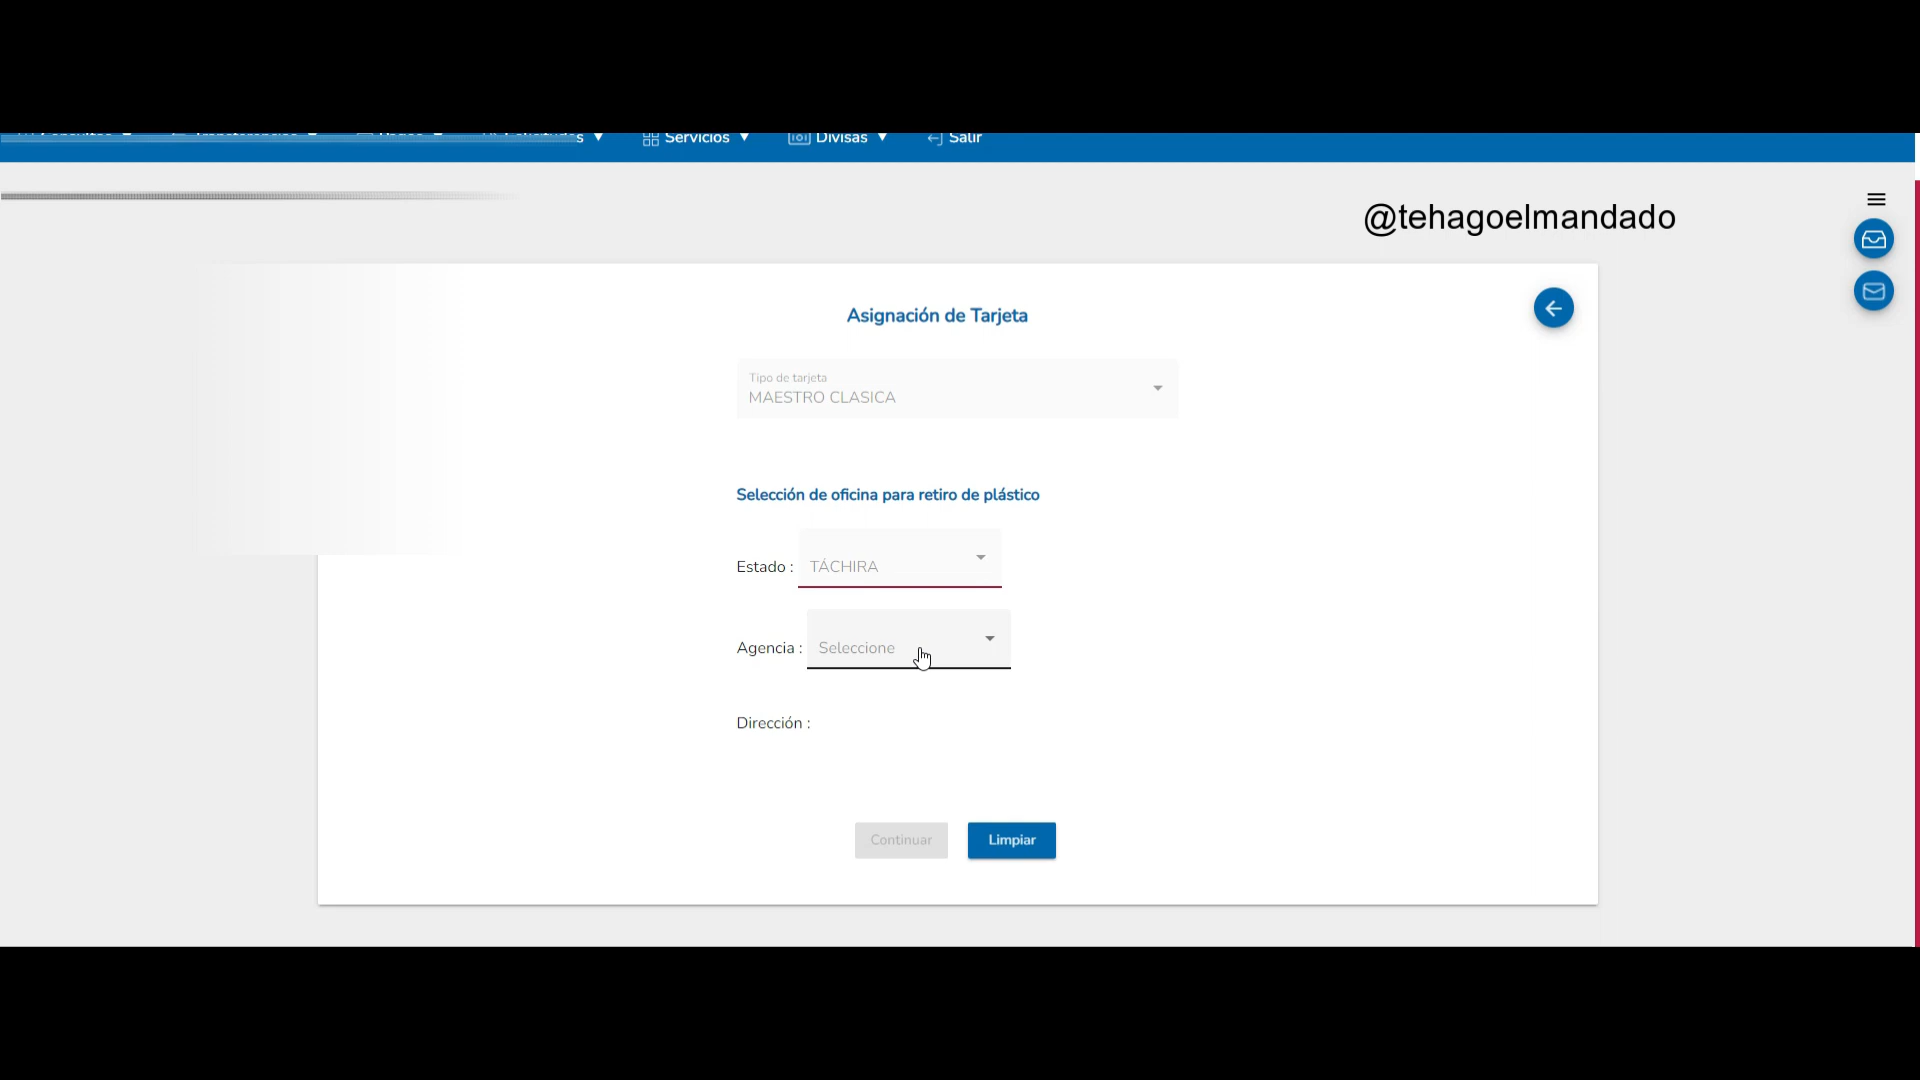 Servicios
Divisas
Salir
@tehagoelmandado
Asignación de Tarjeta
Tipo de tarjeta
MAESTRO CLASICA
Selección de oficina para retiro de plástico
Estado : TÁCHIRA
Agencia : Seleccione
Dirección :
Continuar
Limpiar